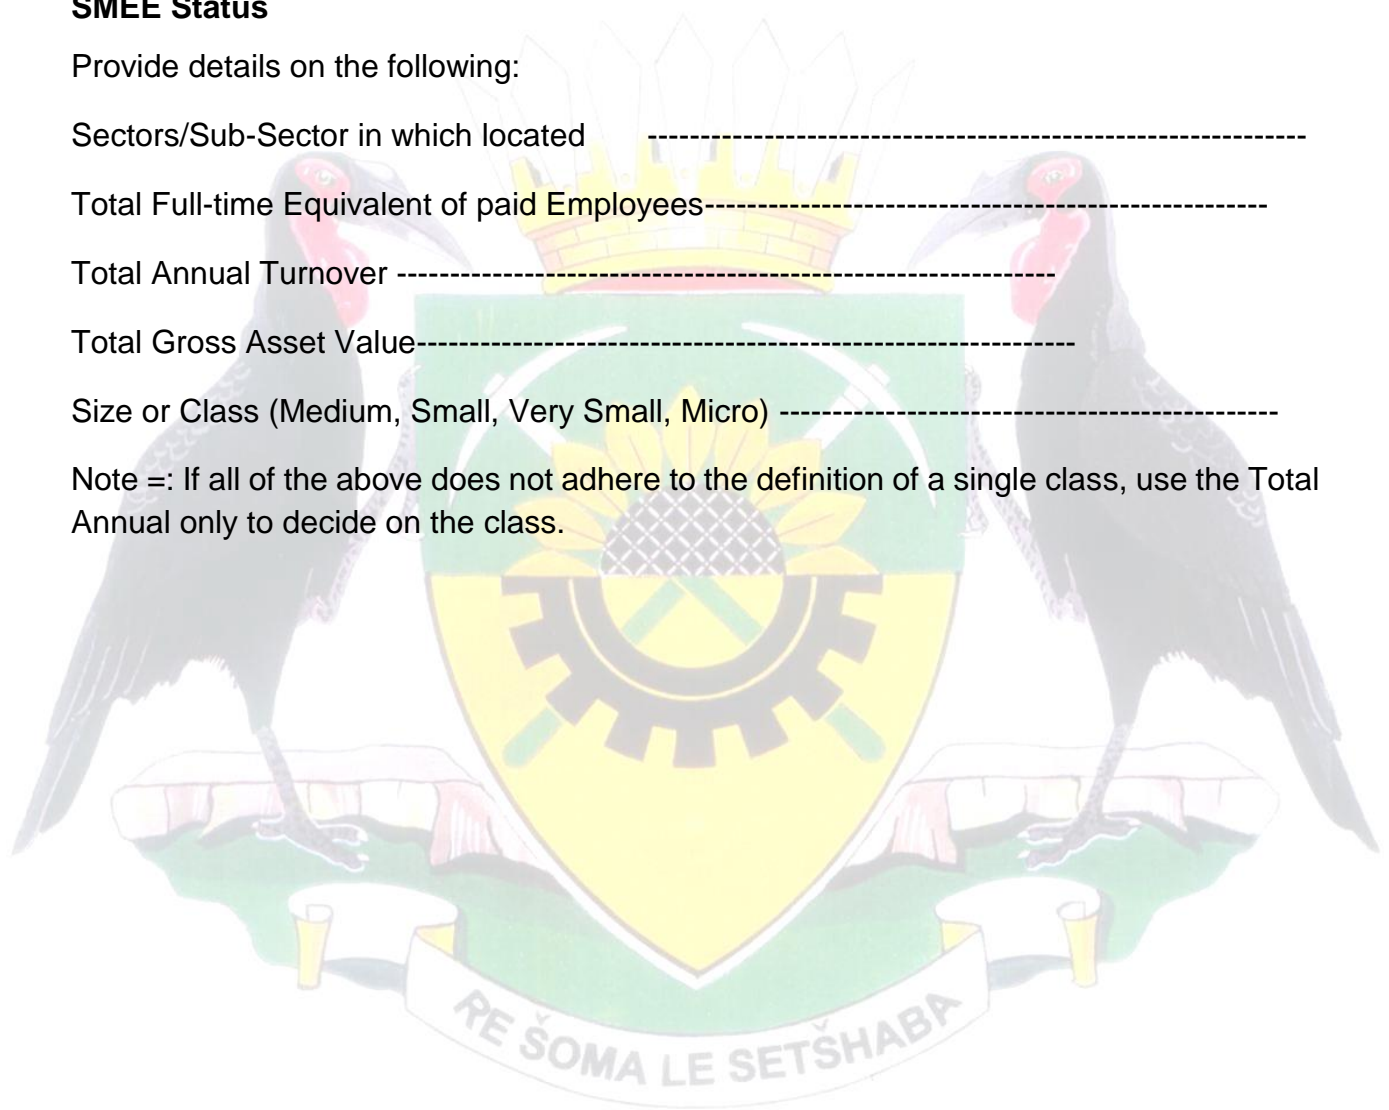 SMEE Status
Provide details on the following:
Sectors/Sub-Sector in which located --------------------------------------------------------------
Total Full-time Equivalent of paid Employees-----------------------------------------------------
Total Annual Turnover --------------------------------------------------------------
Total Gross Asset Value--------------------------------------------------------------
Size or Class (Medium, Small, Very Small, Micro) -----------------------------------------------
Note =: If all of the above does not adhere to the definition of a single class, use the Total
Annual only to decide on the class.
RE ŠOMA LE SETŠHABA